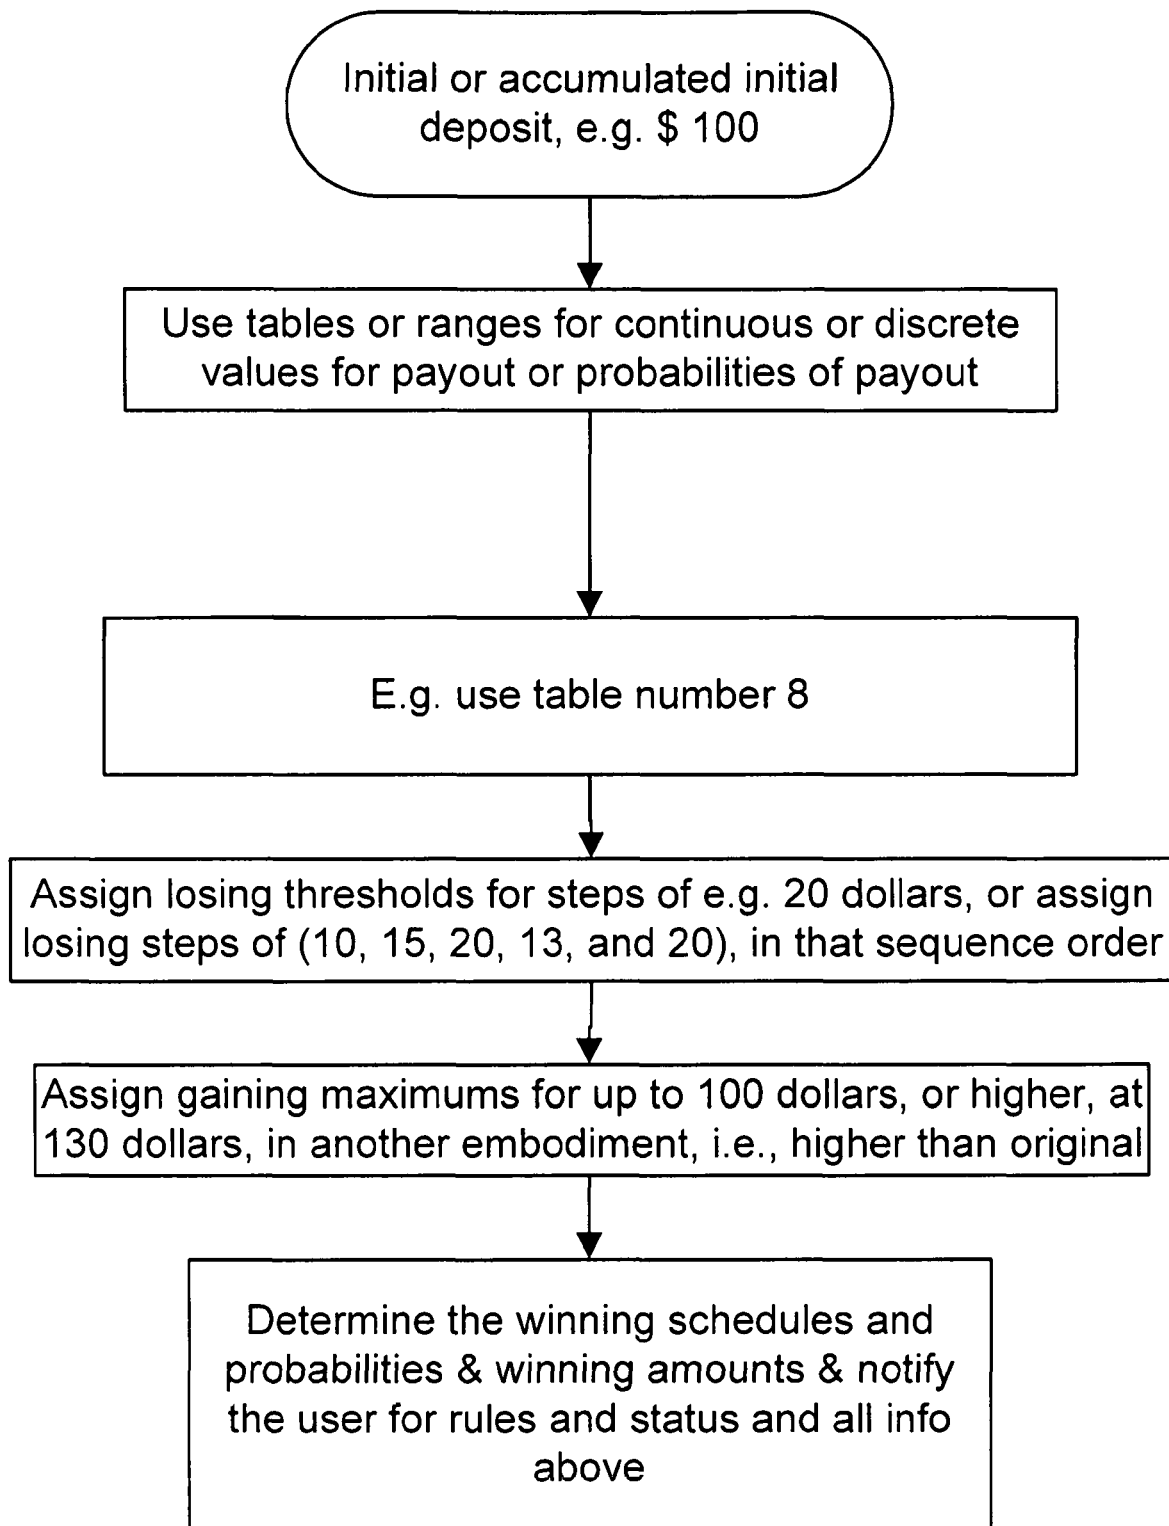 Initial or accumulated initial
deposit, e.g. $ 100
Use tables or ranges for continuous or discrete
values for payout or probabilities of payout
E.g. use table number 8
Assign losing thresholds for steps of e.g. 20 dollars, or assign
losing steps of (10, 15, 20, 13, and 20), in that sequence order
Assign gaining maximums for up to 100 dollars, or higher, at
130 dollars, in another embodiment, i.e., higher than original
Determine the winning schedules and
probabilities & winning amounts & notify
the user for rules and status and all info
above